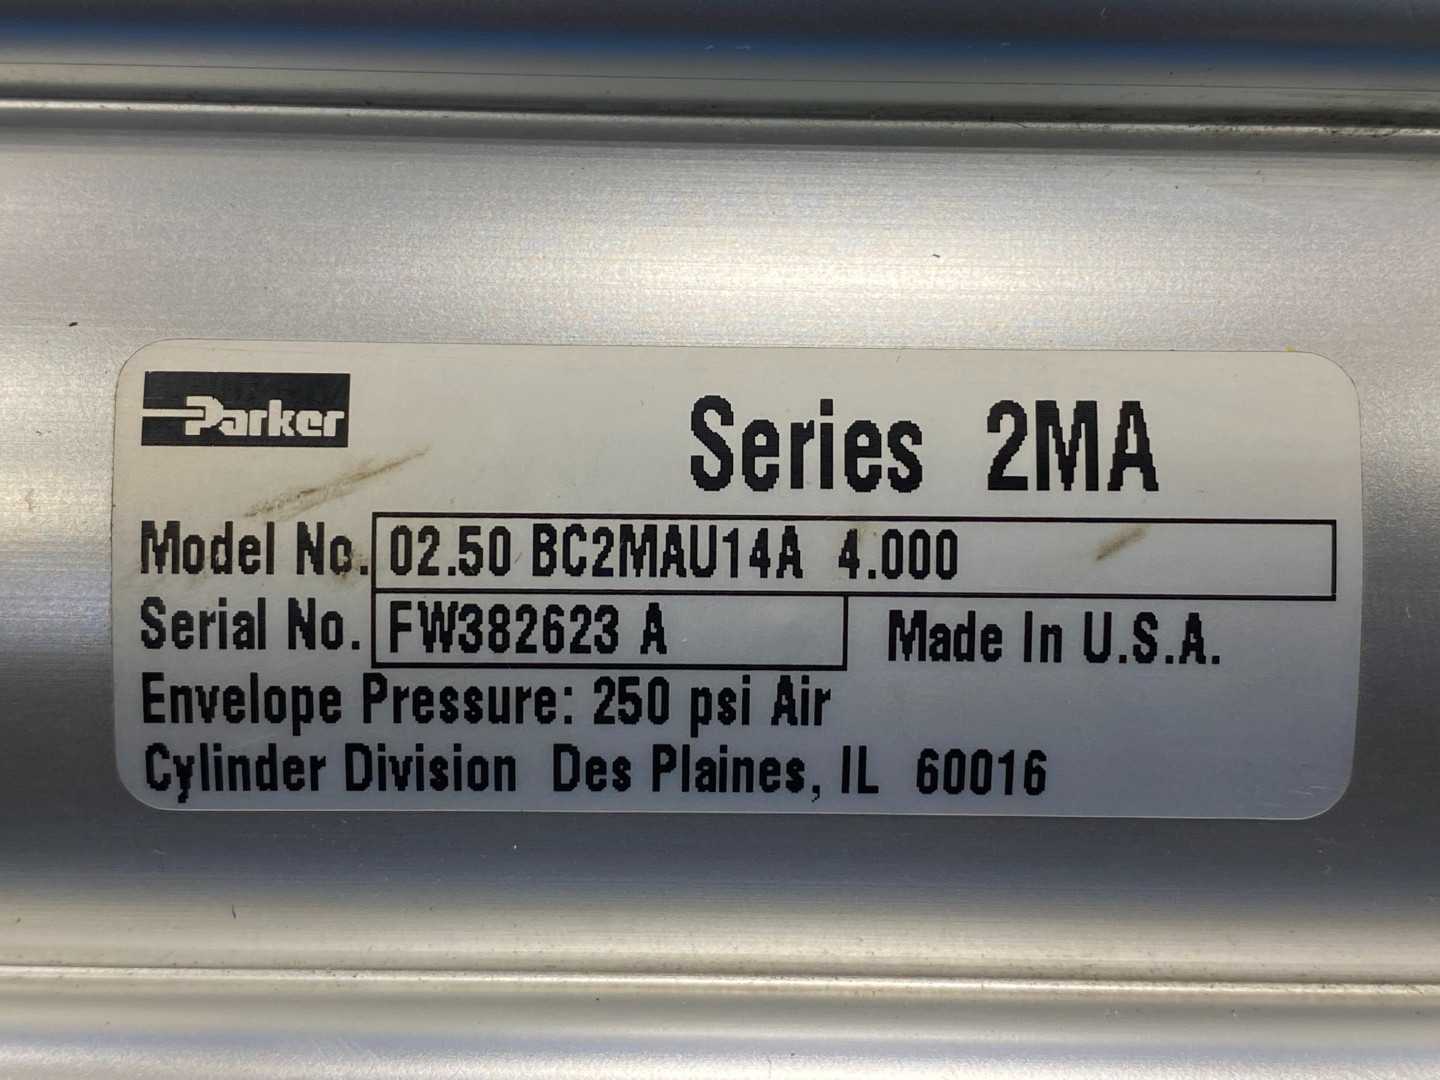 Parker
Series 2MA
Model No. 02.50 BC2MAU14A 4.000
Serial No. FW382623 A Made In U.S.A.
Envelope Pressure: 250 psi Air
Cylinder Division Des Plaines, IL 60016